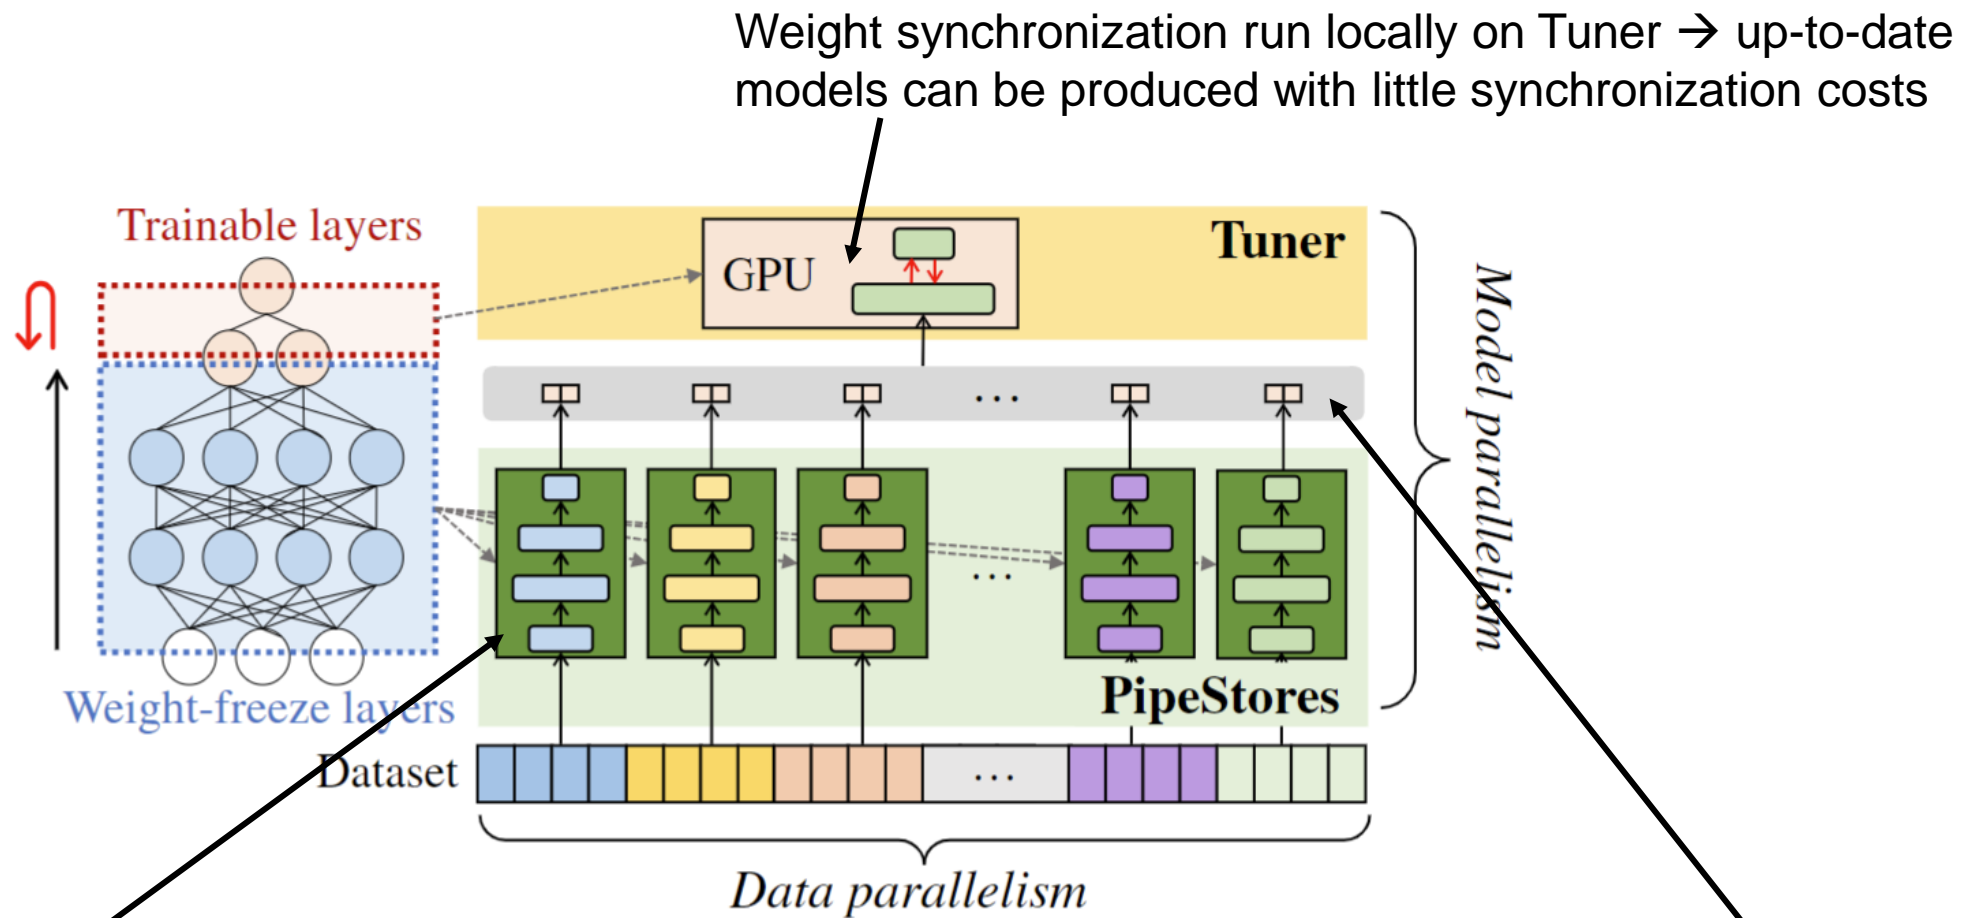 Weight synchronization run locally on Tuner → up-to-date
models can be produced with little synchronization costs
Trainable layers
GPU
Tuner
...
Model parallelism
...
PipeStores
Weight-freeze layers
Dataset
...
Data parallelism